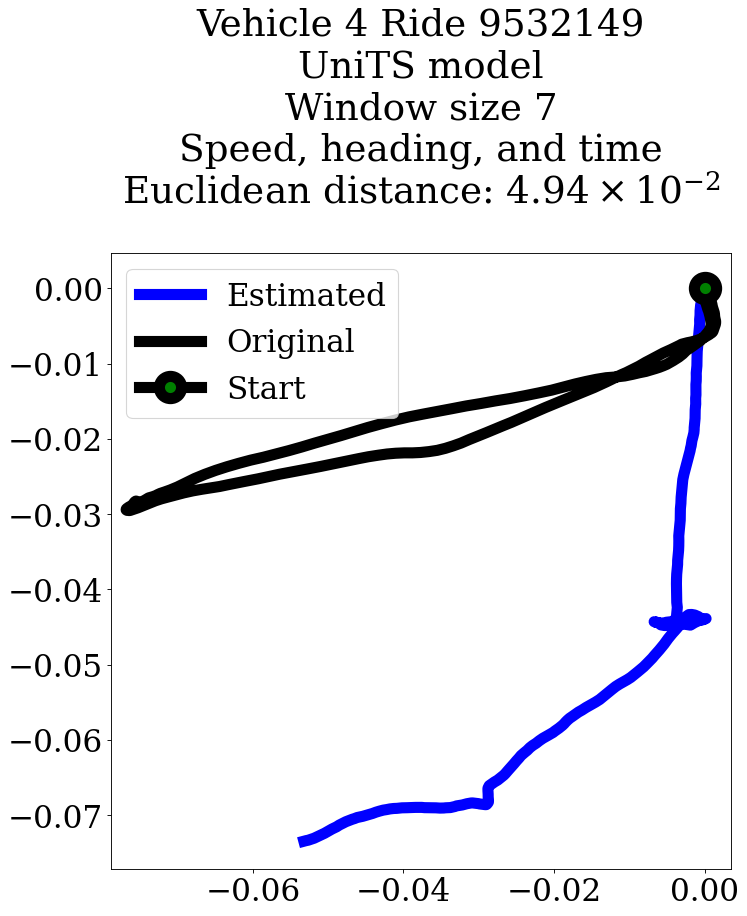 Vehicle 4 Ride 9532149
UniTS model
Window size 7
Speed, heading, and time
Euclidean distance: 4.94 × 10⁻²
Estimated
Original
Start
0.00
−0.01
−0.02
−0.03
−0.04
−0.05
−0.06
−0.07
−0.06 −0.04 −0.02 0.00